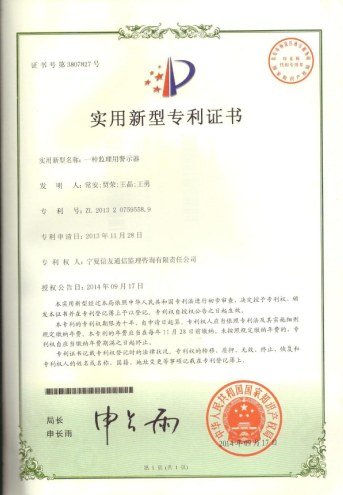 证书号第3807827号
实用新型专利证书
实用新型名称:一种监理用警示器
发 明 人:常安;贺荣;王晶;王勇
专 利 号:ZL 2013 2 0759558.9
专利申请日:2013年11月28日
专 利 权 人:宁夏信友通信监理咨询有限责任公司
授权公告日:2014年09月17日
本实用新型经过本局依照中华人民共和国专利法进行初步审查,决定授予专利权,颁
发本证书并在专利登记簿上予以登记。专利权自授权公告之日起生效。
本专利的专利权期限为十年,自申请日起算。专利权人应当依照专利法及其实施细则
规定缴纳年费。本专利的年费应当在每年11月28日前缴纳。未按照规定缴纳年费的,专
利权自应当缴纳年费期满之日起终止。
专利证书记载专利权登记时的法律状况。专利权的转移、质押、无效、终止、恢复和
专利权人的姓名或名称、国籍、地址变更等事项记载在专利登记簿上。
局长
申长雨
中华人民共和国国家知识产权局
2014年09月17日
第1页(共1页)